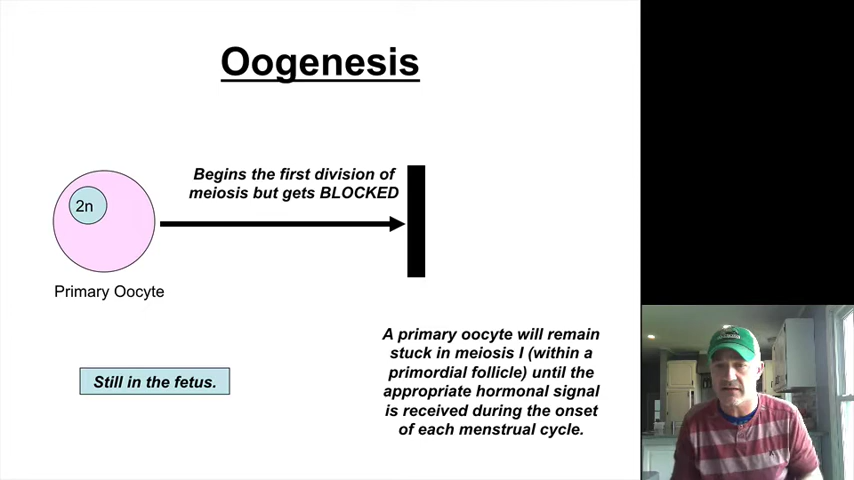 Oogenesis
Begins the first division of
meiosis but gets BLOCKED
2n
Primary Oocyte
A primary oocyte will remain
stuck in meiosis I (within a
primordial follicle) until the
appropriate hormonal signal
is received during the onset
of each menstrual cycle.
Still in the fetus.